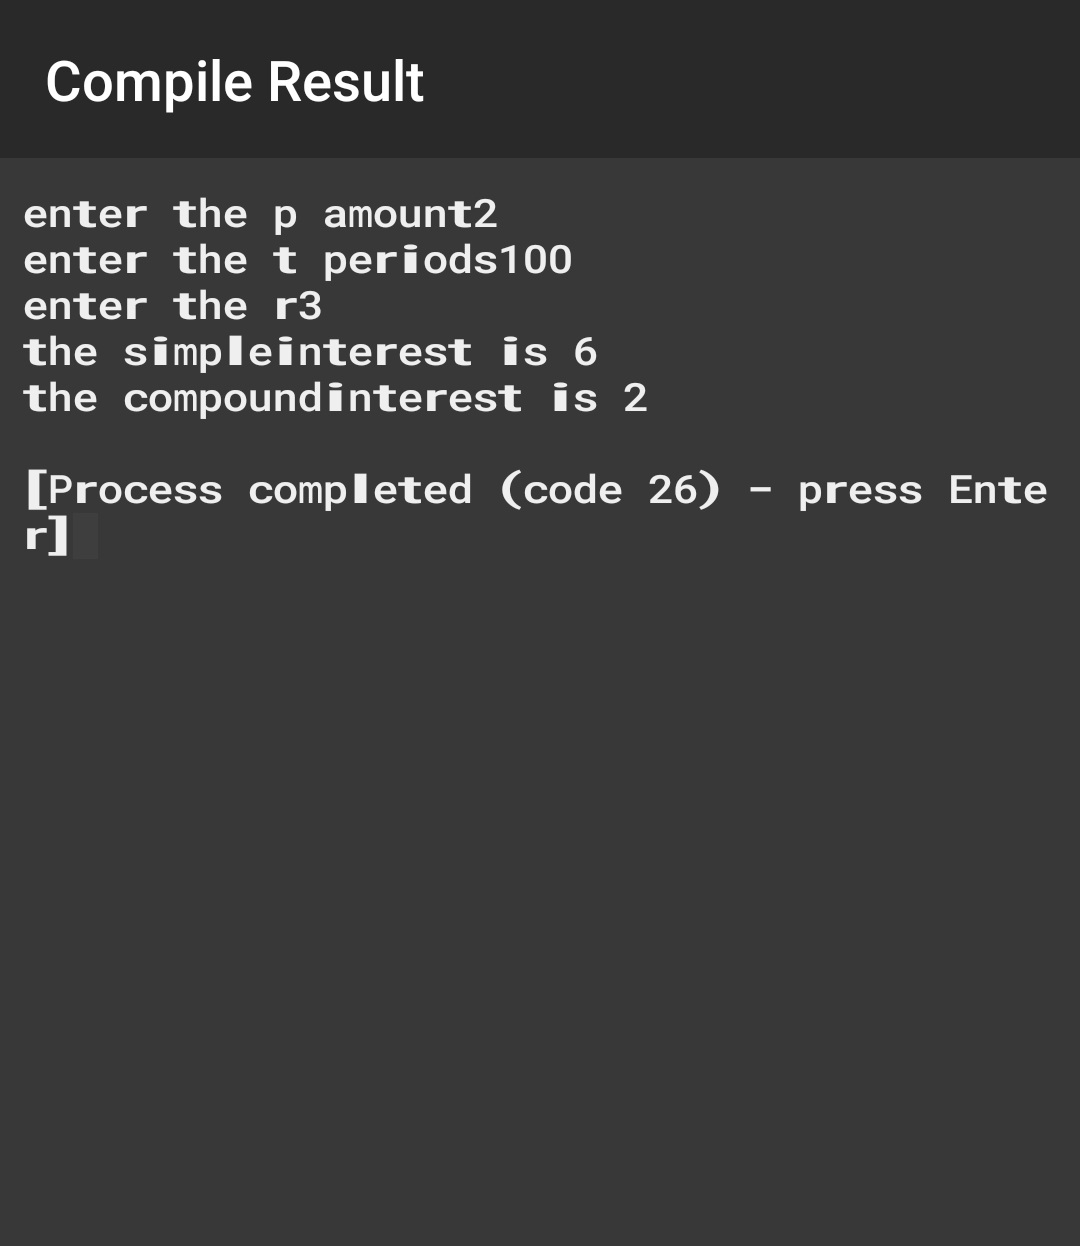 Compile Result
enter the p amount2
enter the t periods100
enter the r3
the simpleinterest is 6
the compoundinterest is 2
[Process completed (code 26) - press Ente
r]